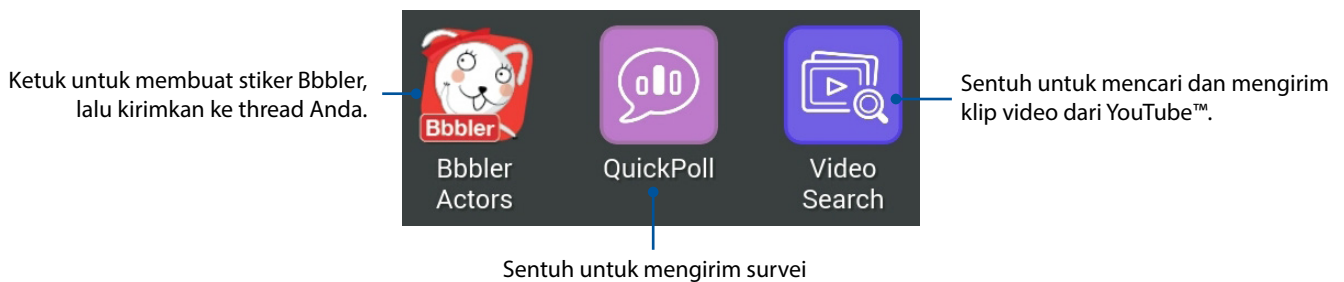 Ketuk untuk membuat stiker Bbbler,
lalu kirimkan ke thread Anda.
Bbbler
Bbbler
Actors
QuickPoll
Video
Search
Sentuh untuk mencari dan mengirim
klip video dari YouTube™.
Sentuh untuk mengirim survei